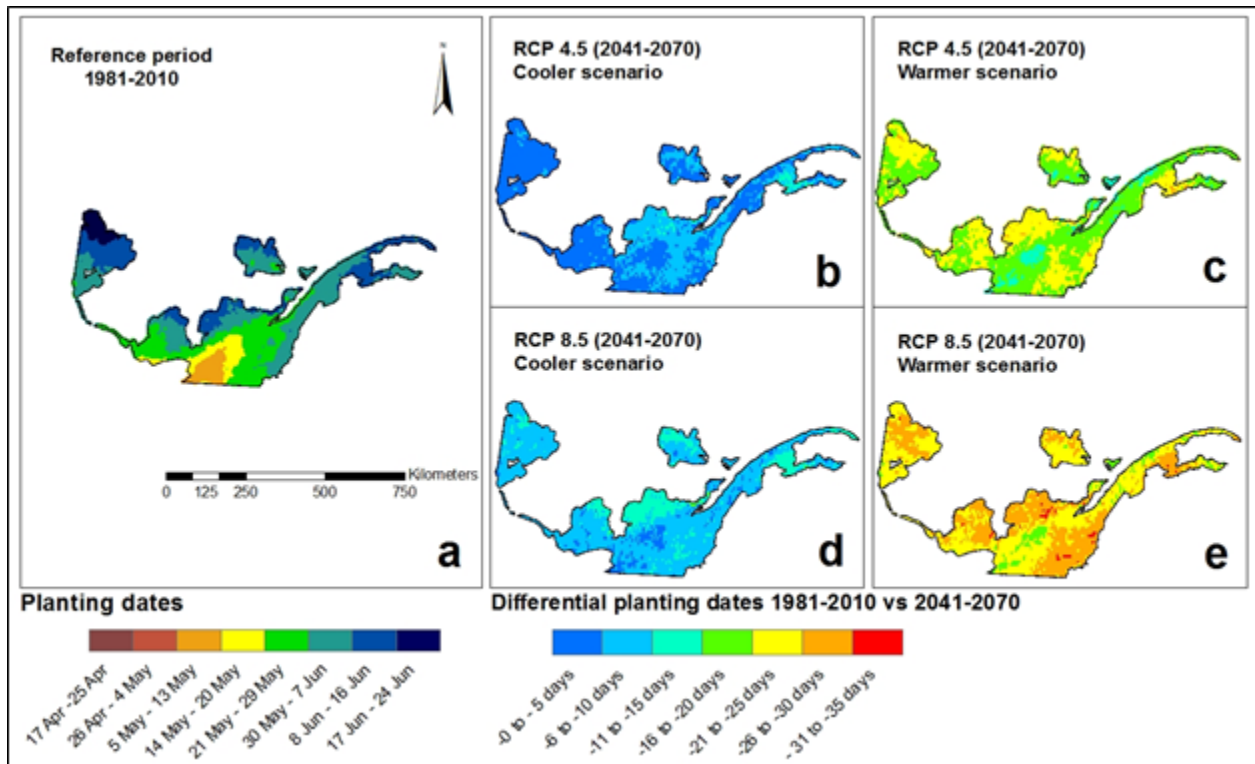 Reference period
1981-2010
N
0 125 250 500 750
Kilometers
a
RCP 4.5 (2041-2070)
Cooler scenario
b
RCP 4.5 (2041-2070)
Warmer scenario
c
RCP 8.5 (2041-2070)
Cooler scenario
d
RCP 8.5 (2041-2070)
Warmer scenario
e
Planting dates
17 Apr -25 Apr
26 Apr - 4 May
5 May - 13 May
14 May - 20 May
21 May - 29 May
30 May - 7 Jun
8 Jun - 16 Jun
17 Jun - 24 Jun
Differential planting dates 1981-2010 vs 2041-2070
-0 to - 5 days
-6 to -10 days
-11 to -15 days
-16 to -20 days
-21 to -25 days
-26 to -30 days
- 31 to -35 days